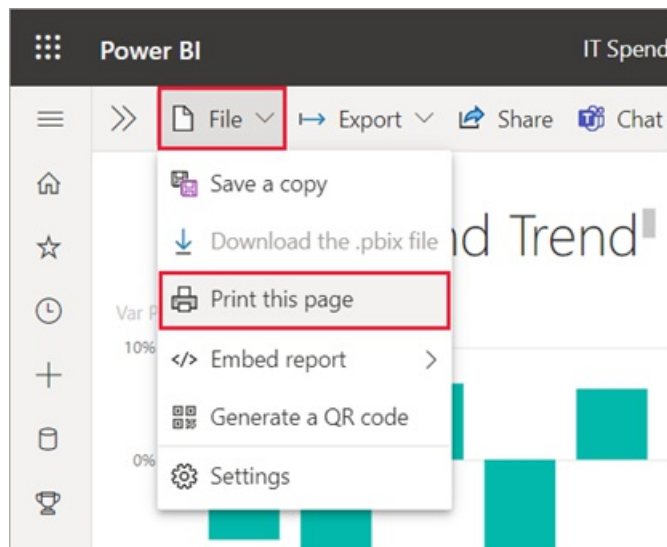 Power BI
IT Spend
File
Export
Share
Chat
Save a copy
Download the .pbix file
nd Trend
Print this page
Var P
10%
</> Embed report
Generate a QR code
0%
Settings